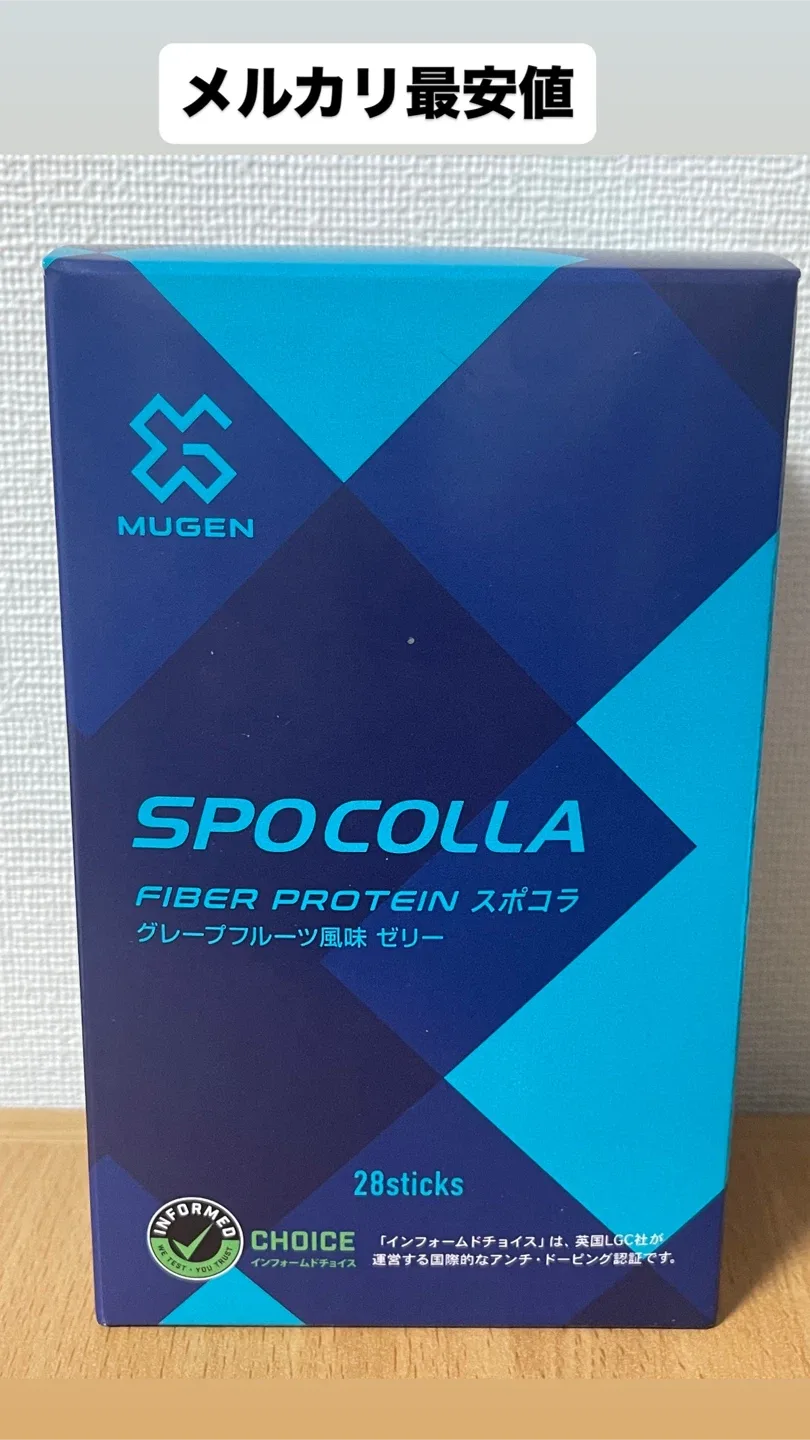 メルカリ最安値
MUGEN
SPOCOLLA
FIBER PROTEIN スポコラ
グレープフルーツ風味 ゼリー
28sticks
INFORMED
WE TEST・YOU TRUST
CHOICE
インフォームドチョイス
「インフォームドチョイス」は、英国LGC社が
運営する国際的なアンチ・ドーピング認証です。